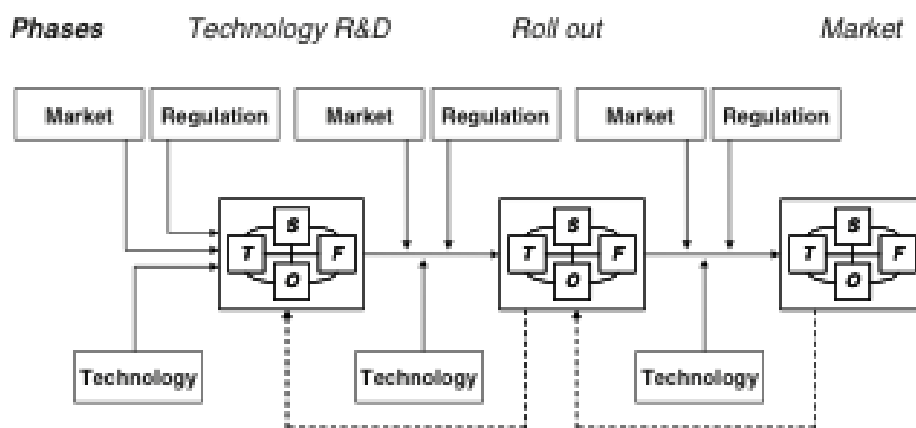 Phases Technology R&D Roll out Market
Market Regulation Market Regulation Market Regulation
S S S
T F T F T F
O O O
Technology Technology Technology